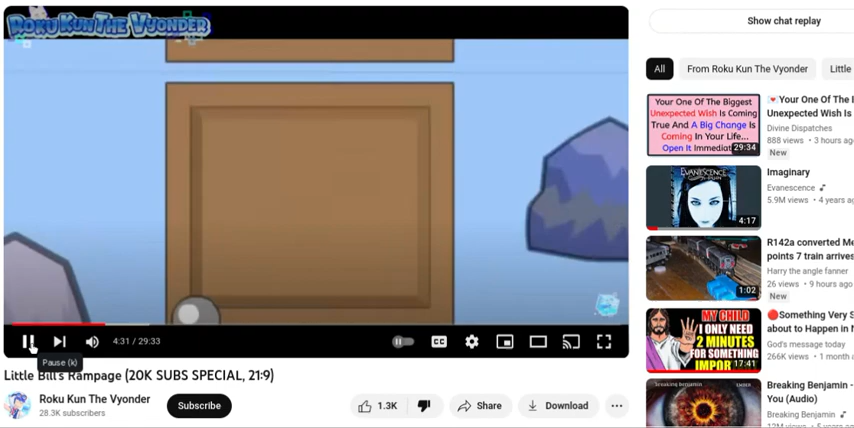 ROKU KUN THE VYONDER
4:31 / 29:33
CC
Pause (k)
Little Bill's Rampage (20K SUBS SPECIAL, 21:9)
Roku Kun The Vyonder
28.3K subscribers
Subscribe
1.3K
Share
Download
Show chat replay
All
From Roku Kun The Vyonder
Little
Your One Of The Biggest
Unexpected Wish Is Coming
True And A Big Change Is
Coming In Your Life...
Open It Immediat
29:34
💌Your One Of The
Unexpected Wish Is
Divine Dispatches
888 views • 3 hours ag
New
EVANESCENCE
4:17
Imaginary
Evanescence
5.9M views • 4 years a
1:02
R142a converted Me
points 7 train arrives
Harry the angle fanner
26 views • 9 hours ago
New
MY CHILD
I ONLY NEED
2 MINUTES
FOR SOMETHING
IMPOR
17:41
🔴Something Very S
about to Happen in
God's message today
266K views • 1 month a
BREAKING BENJAMIN
Breaking Benjamin -
You (Audio)
Breaking Benjamin